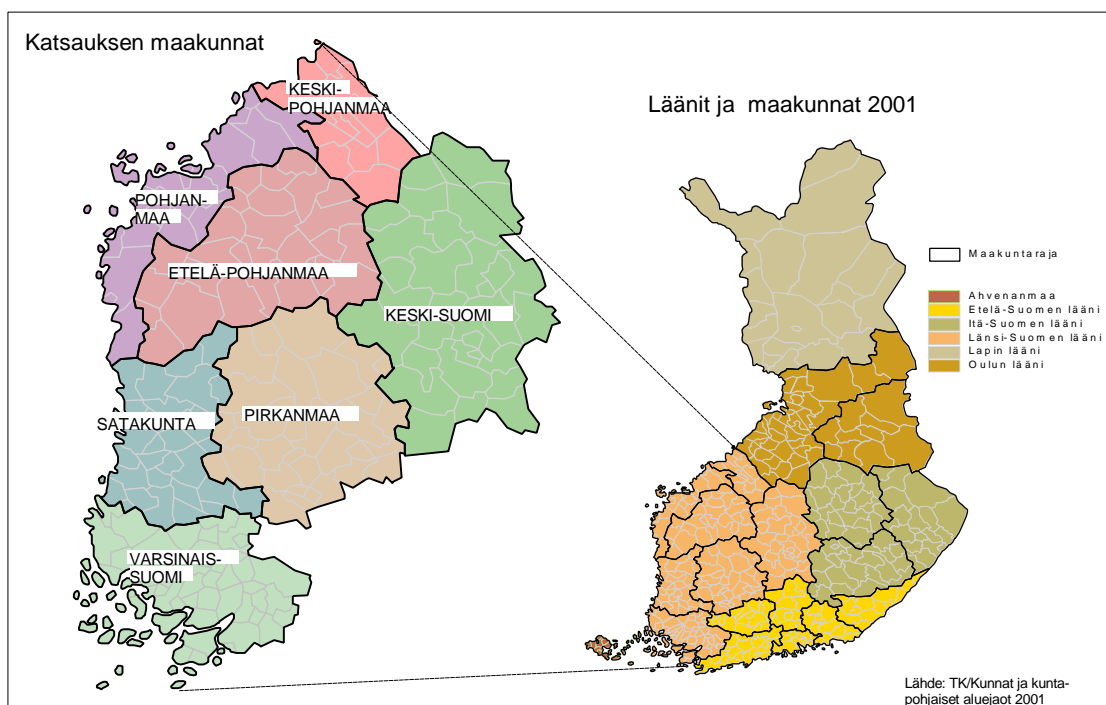 Katsauksen maakunnat
KESKI-
POHJANMAA
POHJAN-
MAA
ETELÄ-POHJANMAA
KESKI-SUOMI
SATAKUNTA
PIRKANMAA
VARSINAIS-
SUOMI
Läänit ja maakunnat 2001
Maakuntaraja
Ahvenanmaa
Etelä-Suomen lääni
Itä-Suomen lääni
Länsi-Suomen lääni
Lapin lääni
Oulun lääni
Lähde: TK/Kunnat ja kunta-
pohjaiset aluejaot 2001